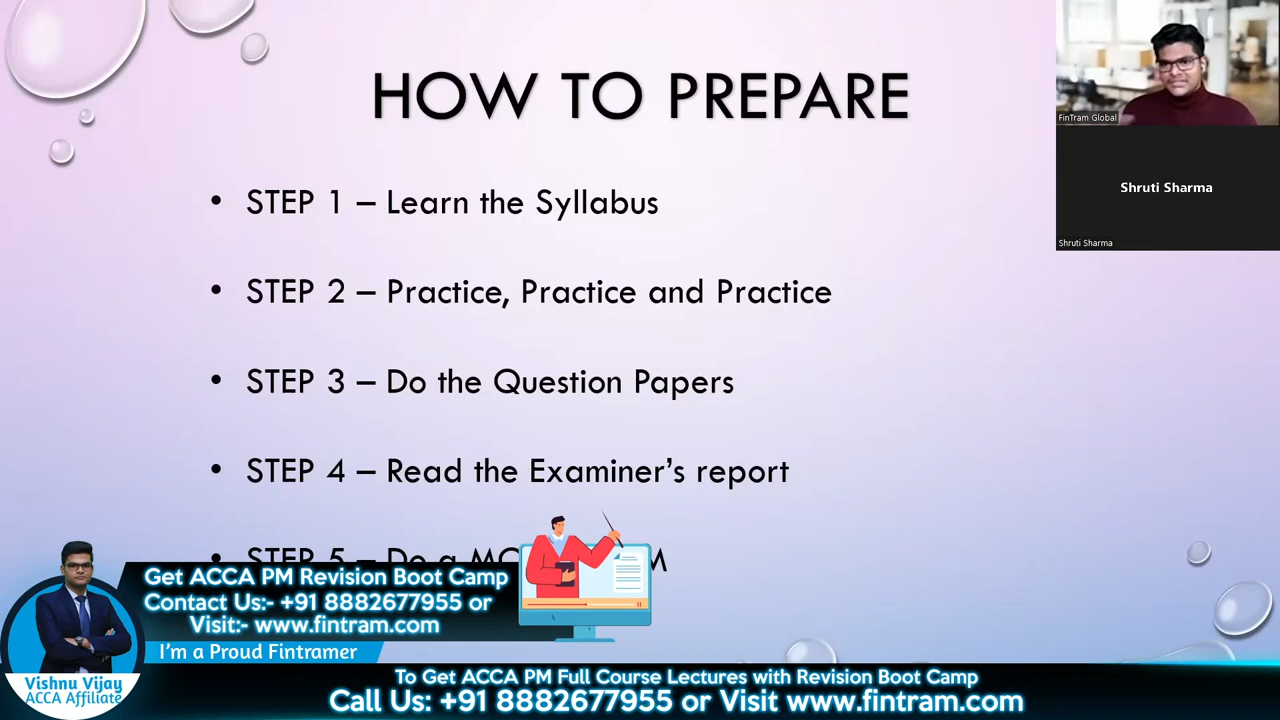 HOW TO PREPARE
FinTram Global
Shruti Sharma
Shruti Sharma
• STEP 1 – Learn the Syllabus
• STEP 2 – Practice, Practice and Practice
• STEP 3 – Do the Question Papers
• STEP 4 – Read the Examiner's report
• STEP 5 – Do a
Get ACCA PM Revision Boot Camp
Contact Us:- +91 8882677955 or
Visit:- www.fintram.com
I'm a Proud Fintramer
Vishnu Vijay
ACCA Affiliate
To Get ACCA PM Full Course Lectures with Revision Boot Camp
Call Us: +91 8882677955 or Visit www.fintram.com